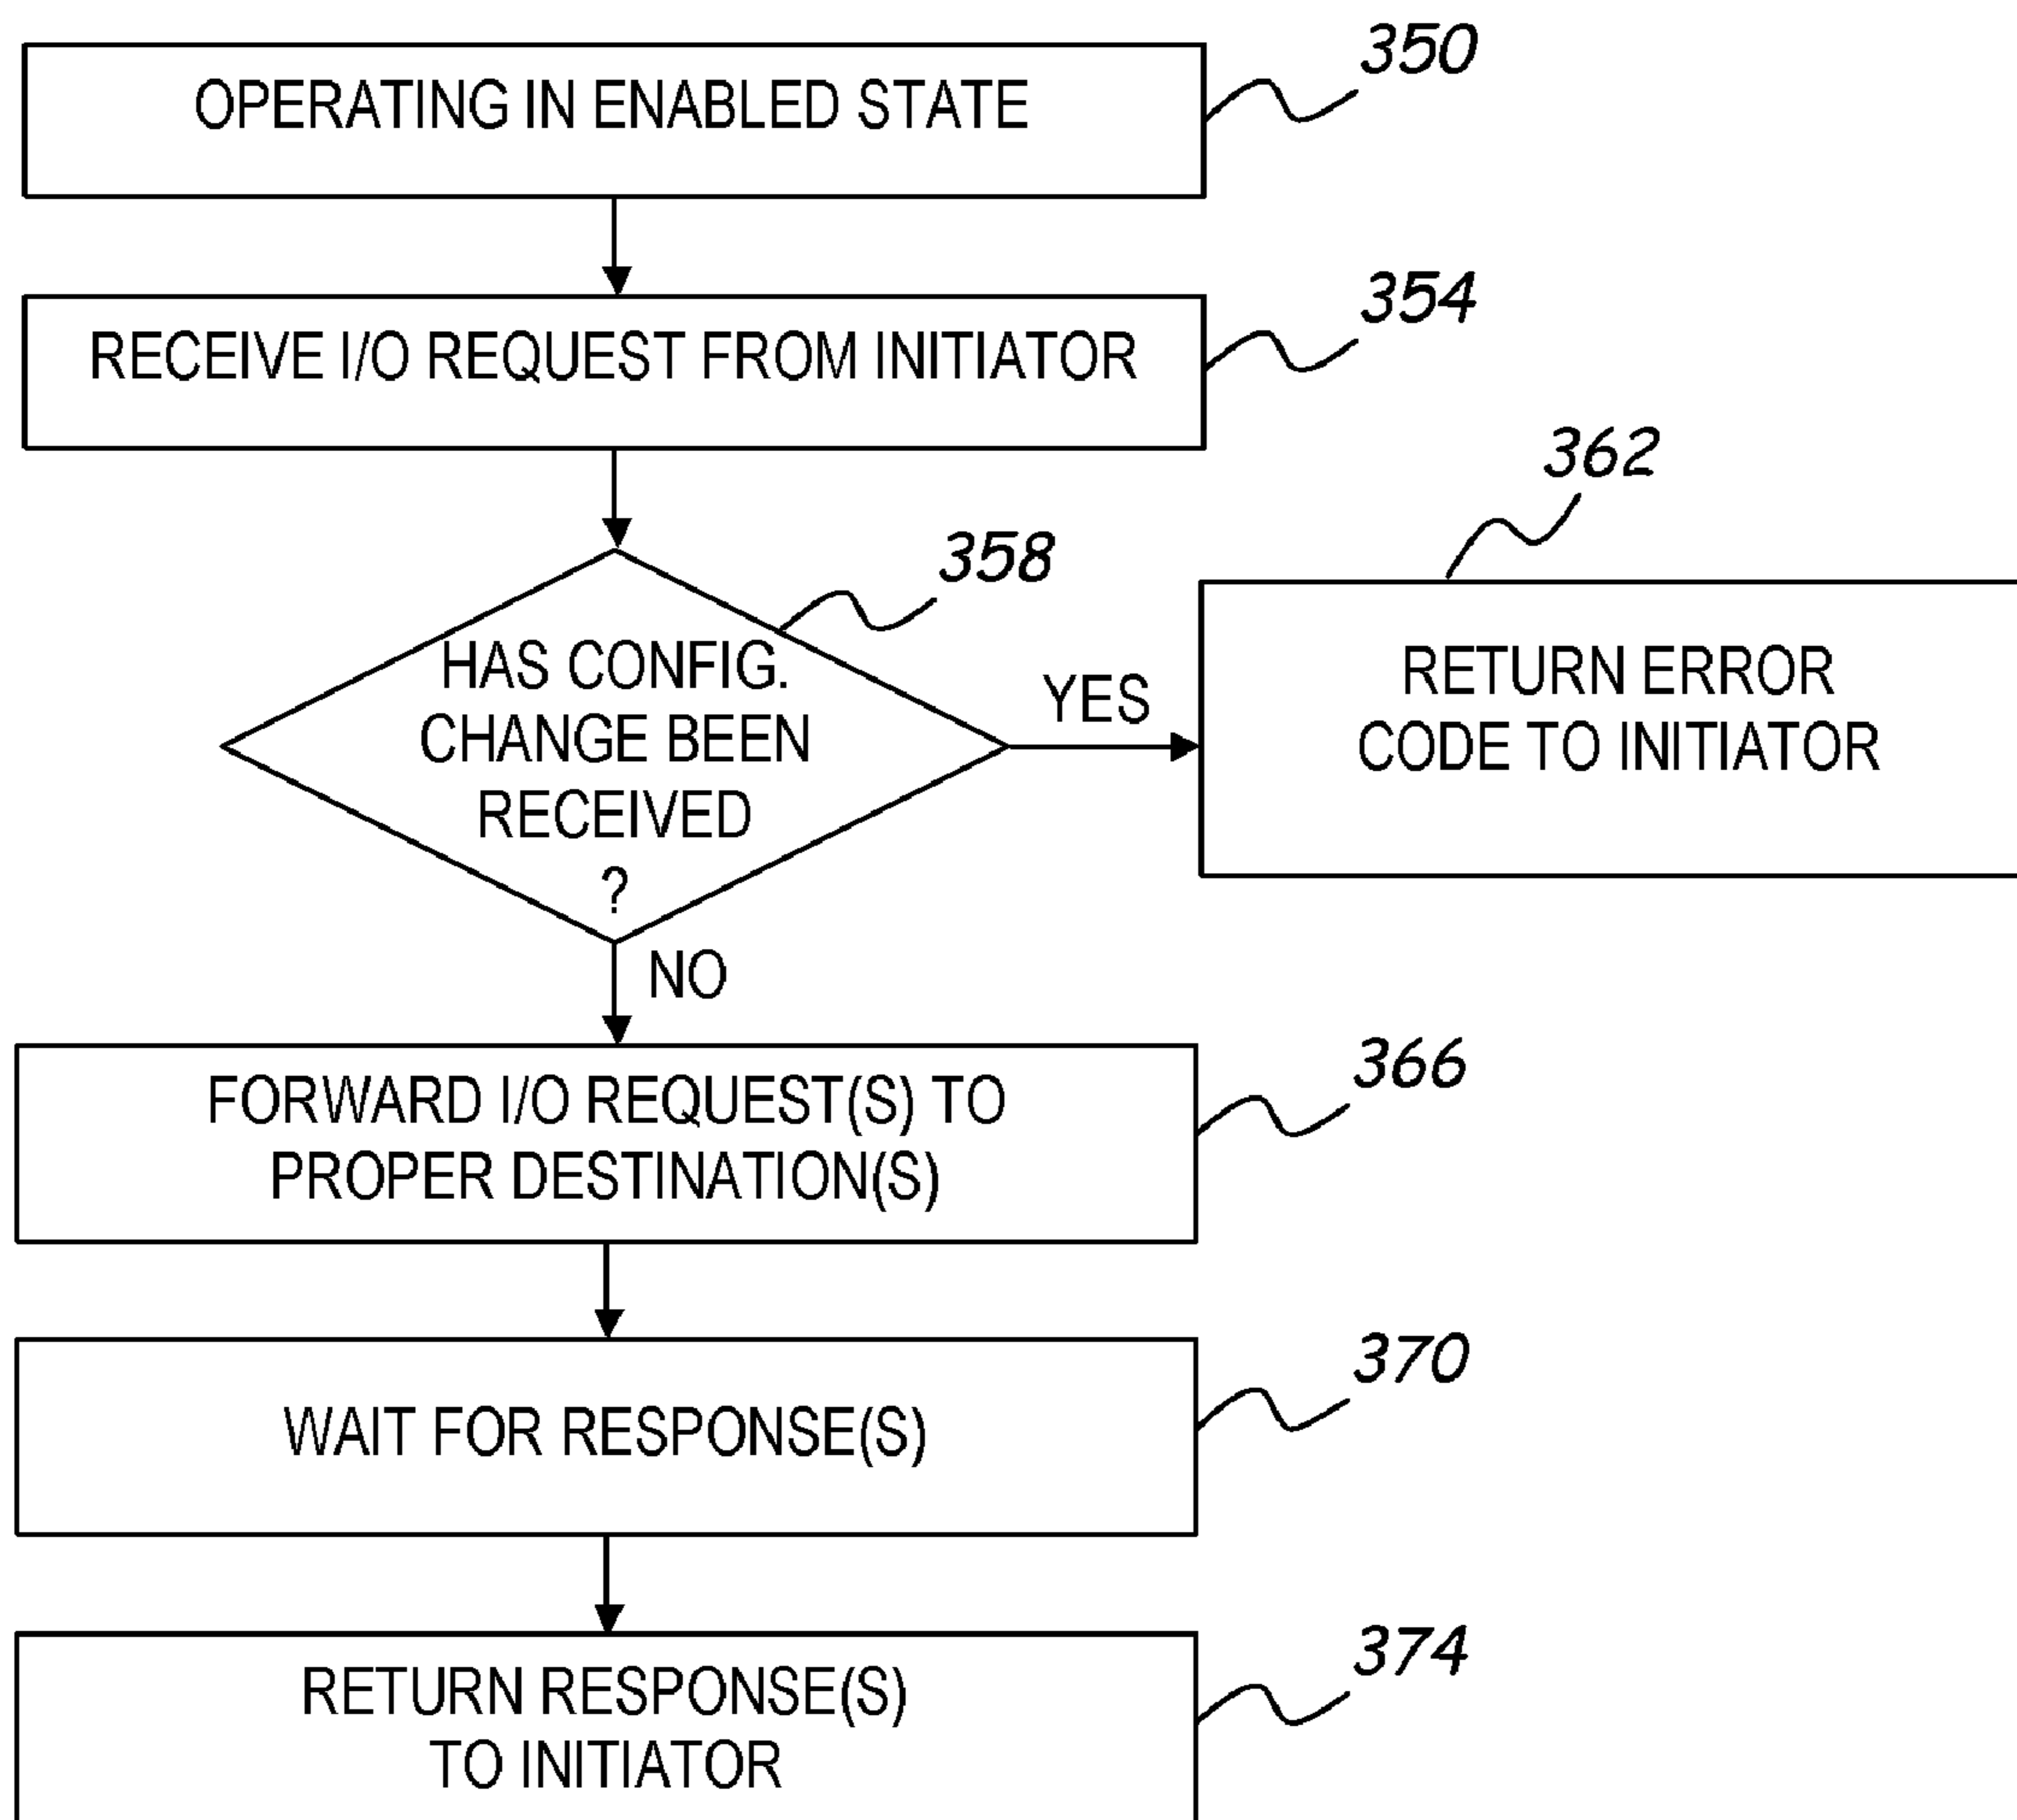 350
OPERATING IN ENABLED STATE
354
RECEIVE I/O REQUEST FROM INITIATOR
358
HAS CONFIG.
CHANGE BEEN
RECEIVED
?
YES
362
RETURN ERROR
CODE TO INITIATOR
NO
366
FORWARD I/O REQUEST(S) TO
PROPER DESTINATION(S)
370
WAIT FOR RESPONSE(S)
374
RETURN RESPONSE(S)
TO INITIATOR